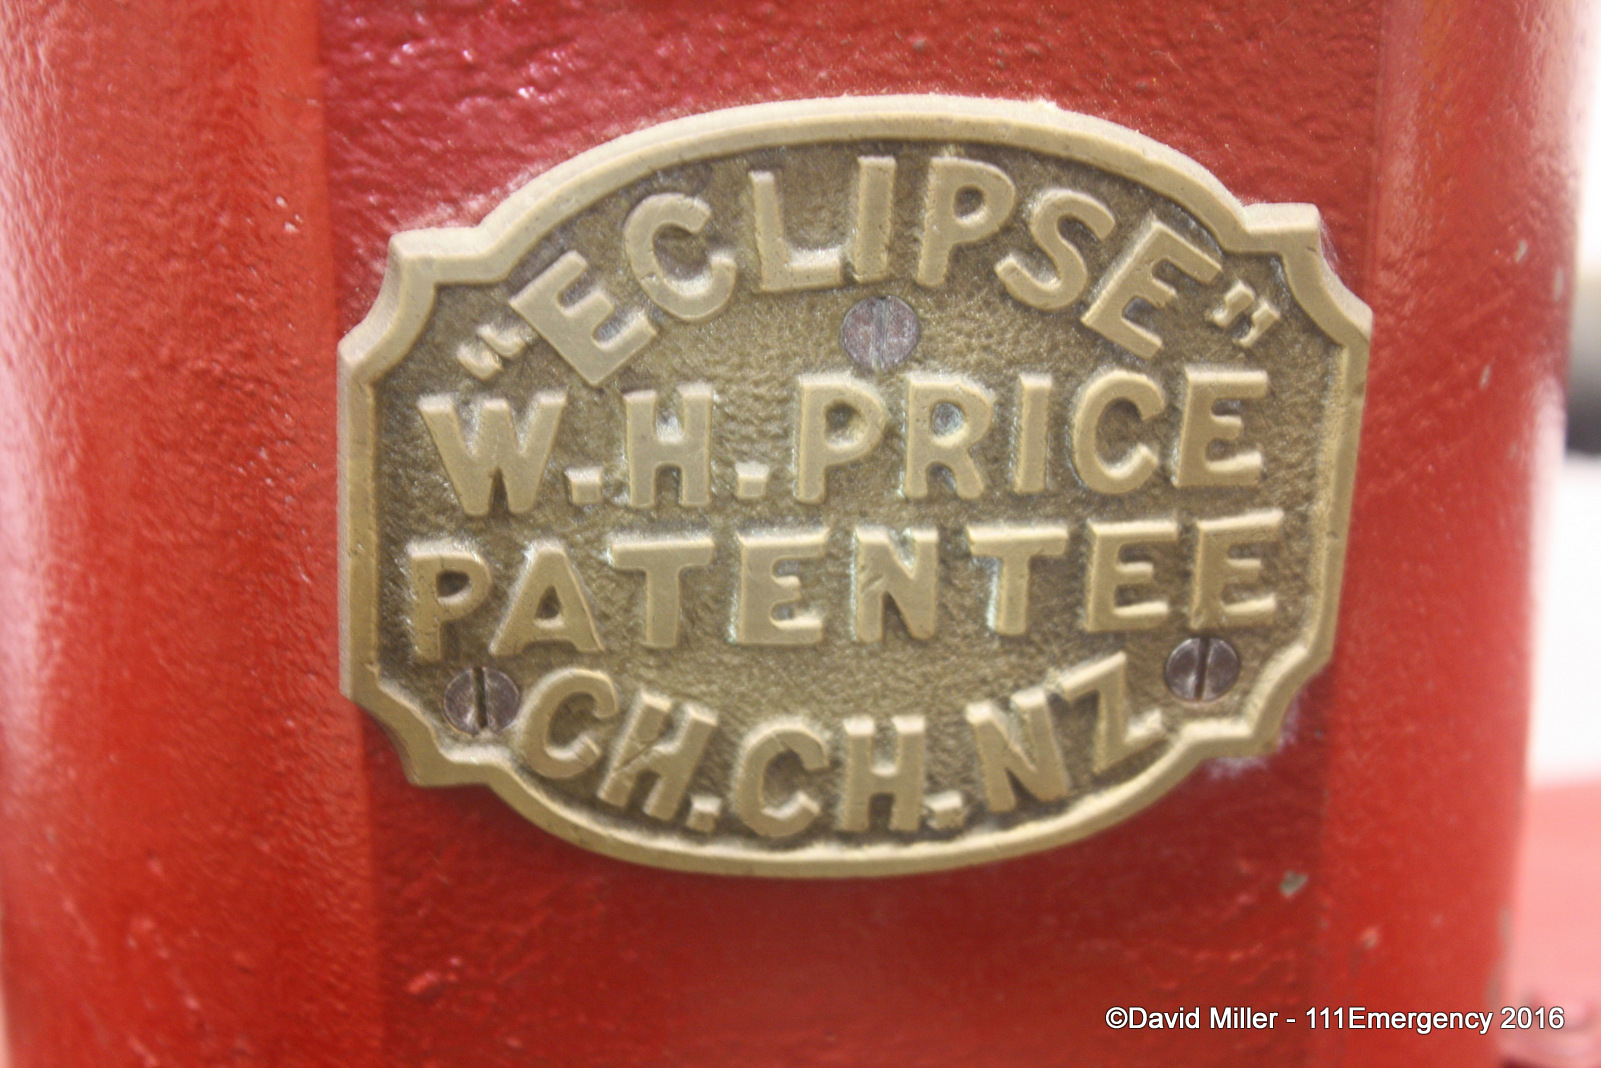 "ECLIPSE"
W.H.PRICE
PATENTEE
CH.CH.NZ
©David Miller - 111Emergency 2016